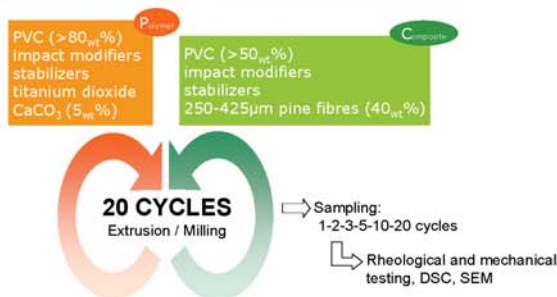 Polymer
PVC (>80wt%)
impact modifiers
stabilizers
titanium dioxide
CaCO3 (5wt%)
Composite
PVC (>50wt%)
impact modifiers
stabilizers
250-425µm pine fibres (40wt%)
20 CYCLES
Extrusion / Milling
Sampling:
1-2-3-5-10-20 cycles
Rheological and mechanical
testing, DSC, SEM